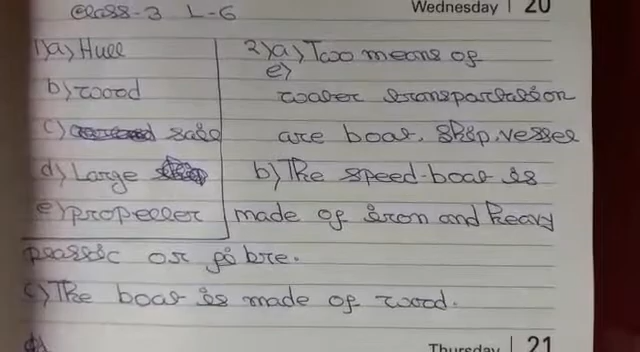 Class-3 L-6
Wednesday 20
1)a) Hull
b) wood
c) sail
d) Large
e) propeller
2)a) Two means of
e)
water transportation
are boat, ship, vessel
b) The speed-boat is
made of iron and heavy
plastic or fibre.
c) The boat is made of wood.
Thursday 21